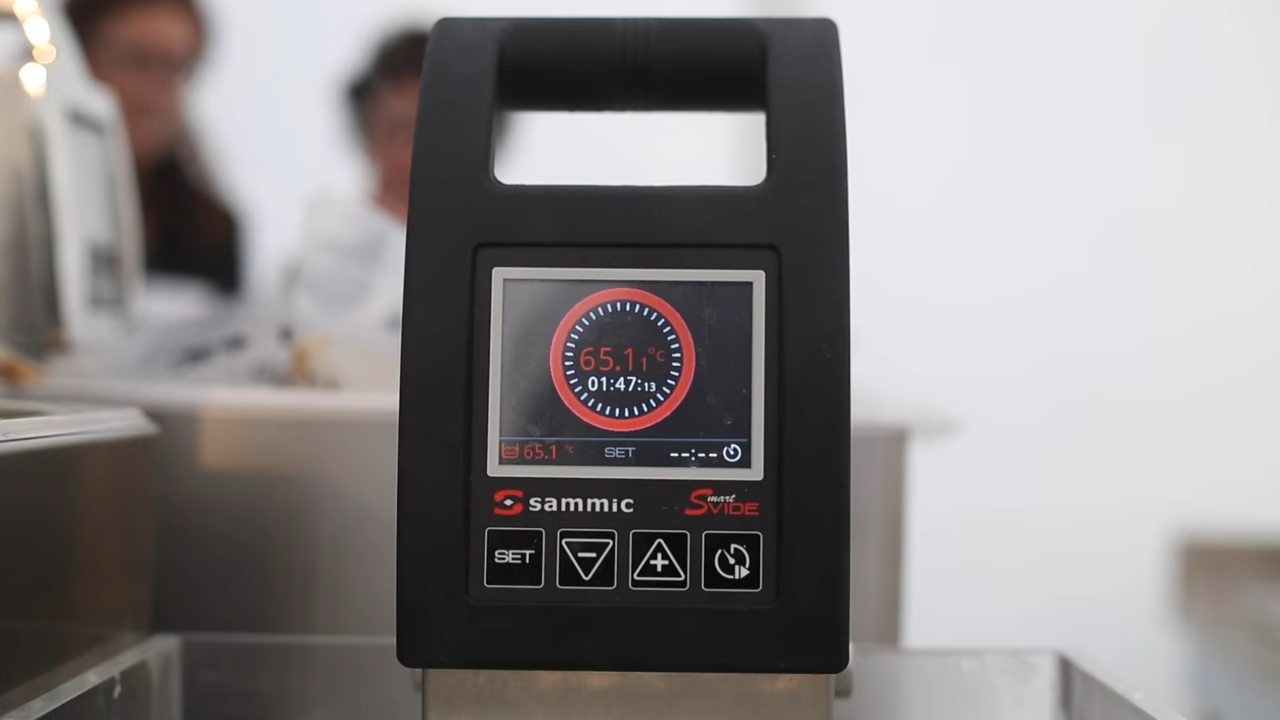 65.11°C
01:47:13
65.1 °C SET --:--
sammic Smart SVIDE
SET - +